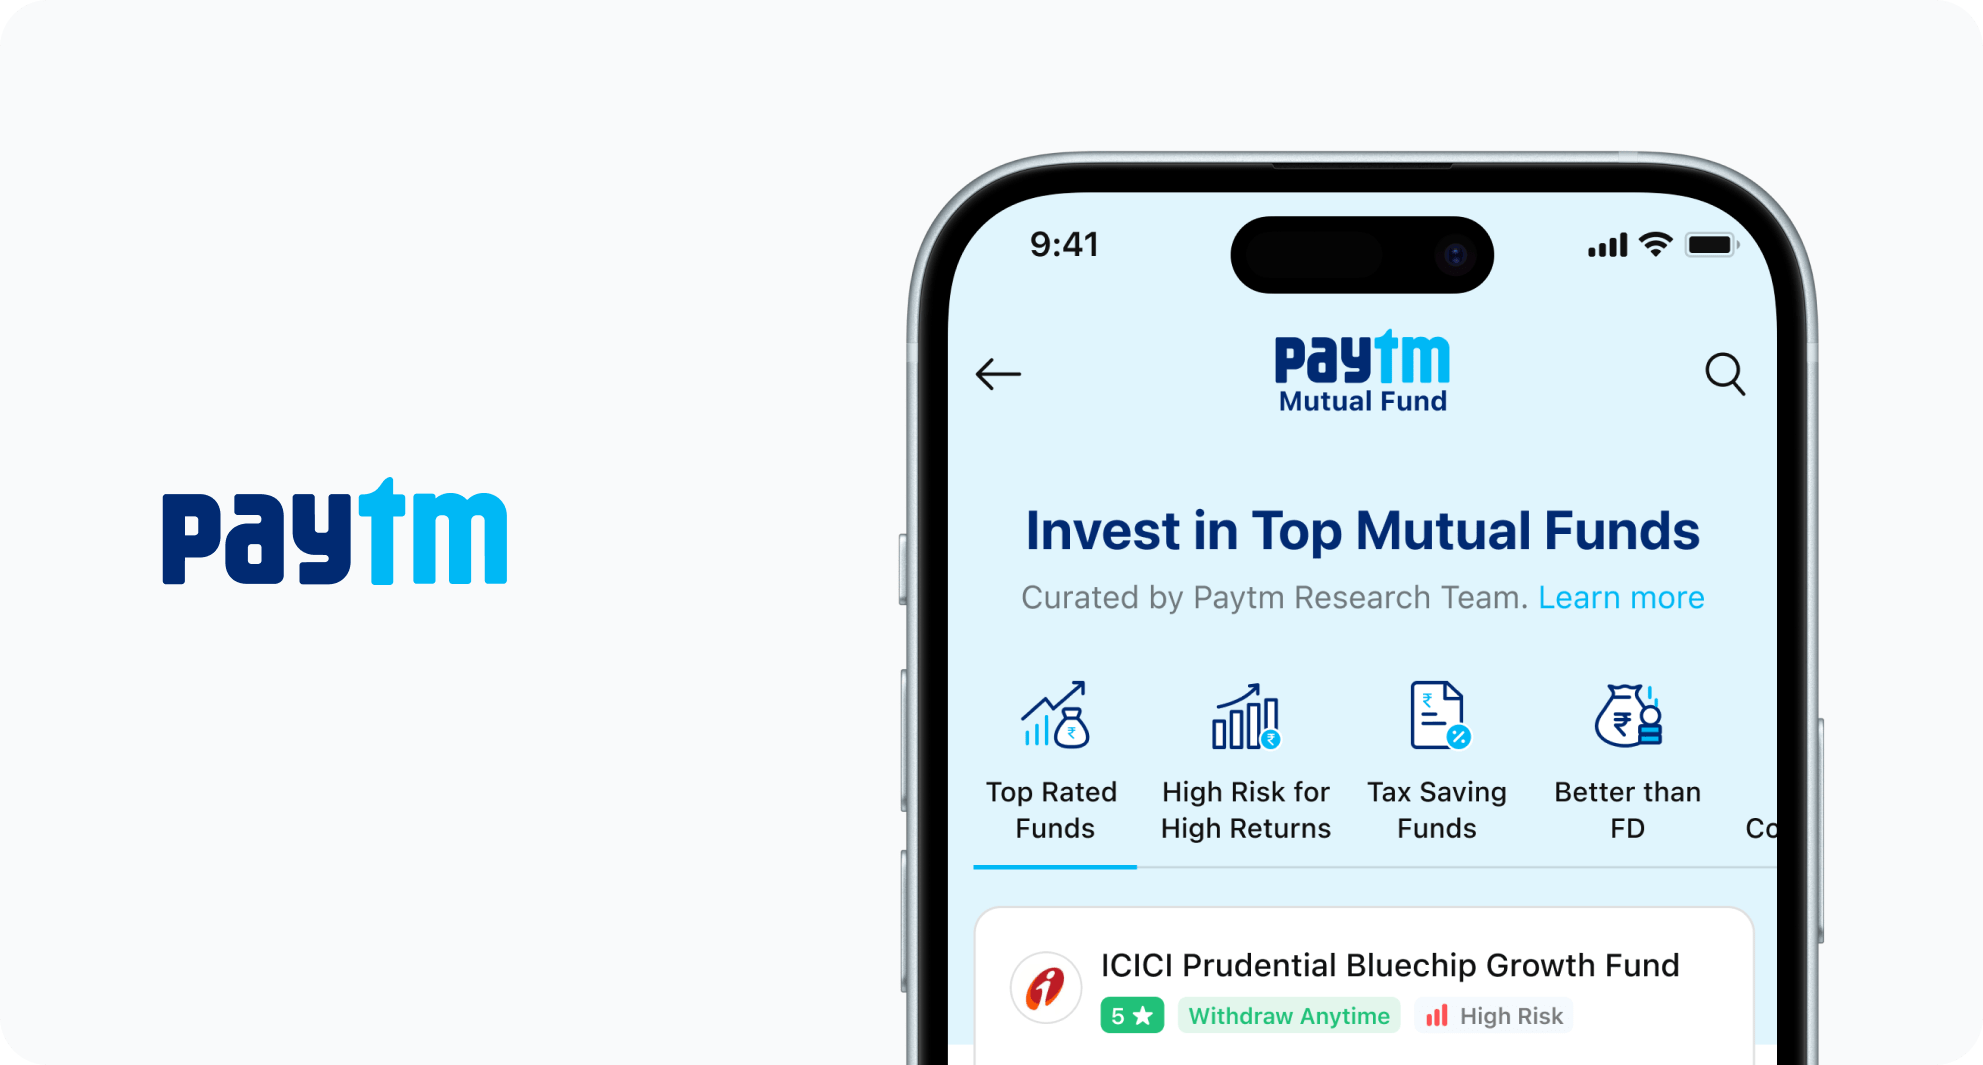 paytm
9:41
paytm
Mutual Fund
Invest in Top Mutual Funds
Curated by Paytm Research Team. Learn more
Top Rated
Funds
High Risk for
High Returns
Tax Saving
Funds
Better than
FD
Co
ICICI Prudential Bluechip Growth Fund
5 ★ Withdraw Anytime High Risk